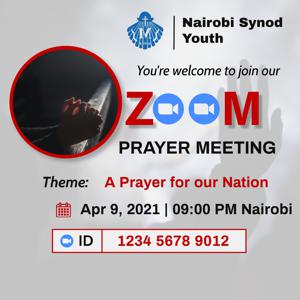 Nairobi Synod
Youth
You're welcome to join our
ZOOM
PRAYER MEETING
Theme: A Prayer for our Nation
Apr 9, 2021 | 09:00 PM Nairobi
ID 1234 5678 9012